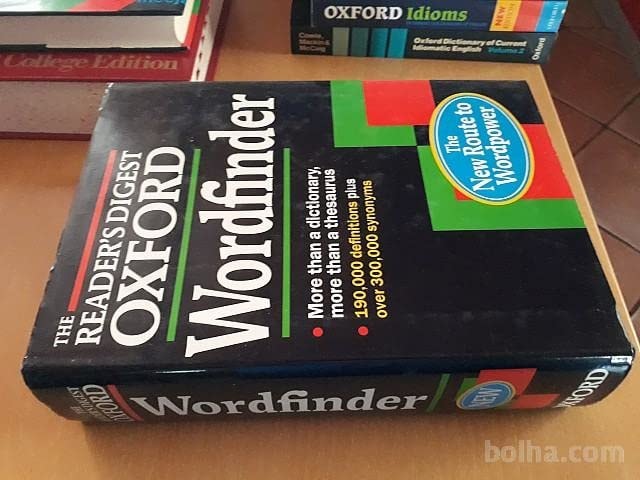 College Edition
OXFORD Idioms
NEW
EDITION
Cowie,
Mackin &
McCaig
Oxford Dictionary of Current
Idiomatic English Volume 2
Oxford
THE
READER'S DIGEST
OXFORD
Wordfinder
• More than a dictionary,
more than a thesaurus
• 190,000 definitions plus
over 300,000 synonyms
The
New Route to
Wordpower
THE
READER'S DIGEST
OXFORD
Wordfinder
NEW
OXFORD
bolha.com